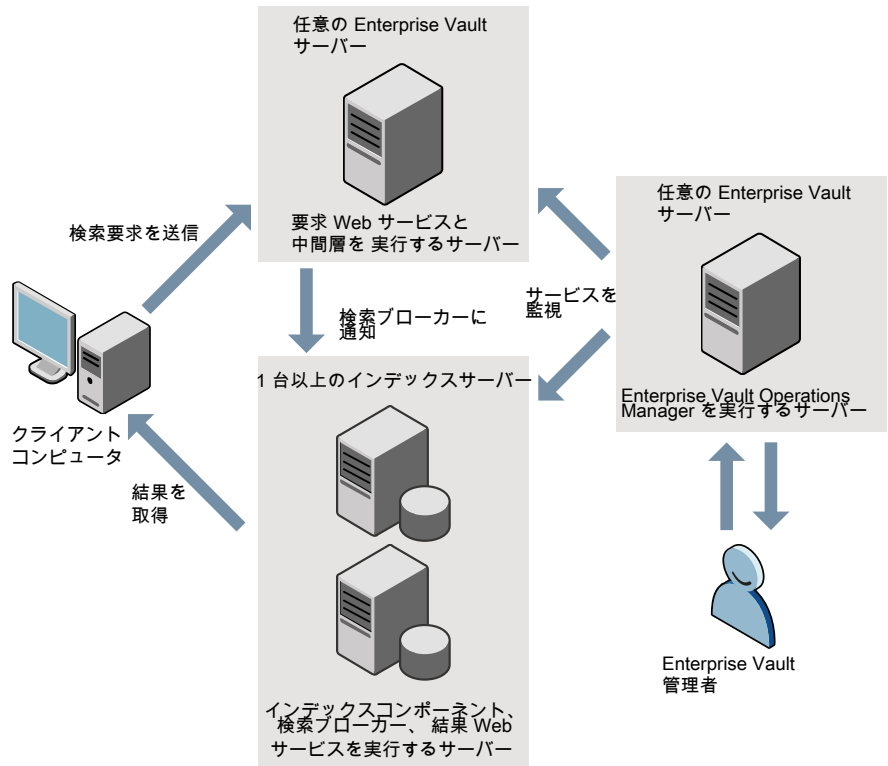 任意の Enterprise Vault
サーバー
要求 Web サービスと
中間層を 実行するサーバー
検索要求を送信
クライアント
コンピュータ
検索ブローカーに
通知
1 台以上のインデックスサーバー
結果を
取得
インデックスコンポーネント、
検索ブローカー、 結果 Web
サービスを実行するサーバー
サービスを
監視
任意の Enterprise Vault
サーバー
Enterprise Vault Operations
Manager を実行するサーバー
Enterprise Vault
管理者